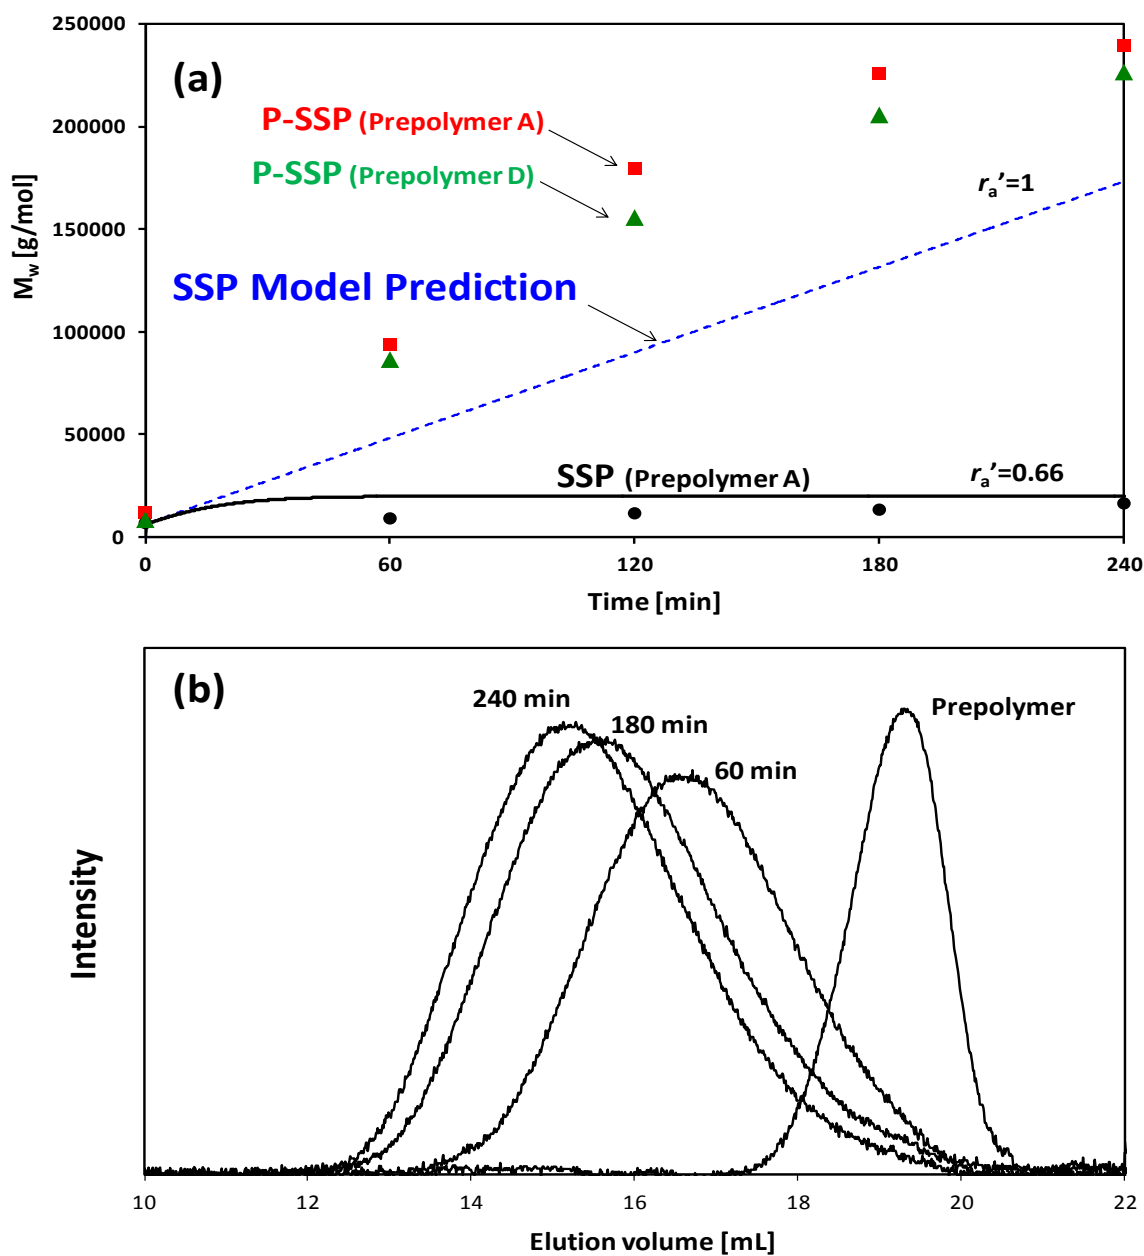 250000
(a)
P-SSP (Prepolymer A)
200000
P-SSP (Prepolymer D)
rₐ'=1
150000
SSP Model Prediction
M_w [g/mol]
100000
50000
SSP (Prepolymer A)
rₐ'=0.66
0
0 60 120 180 240
Time [min]
(b)
240 min
180 min
60 min
Prepolymer
Intensity
10 12 14 16 18 20 22
Elution volume [mL]